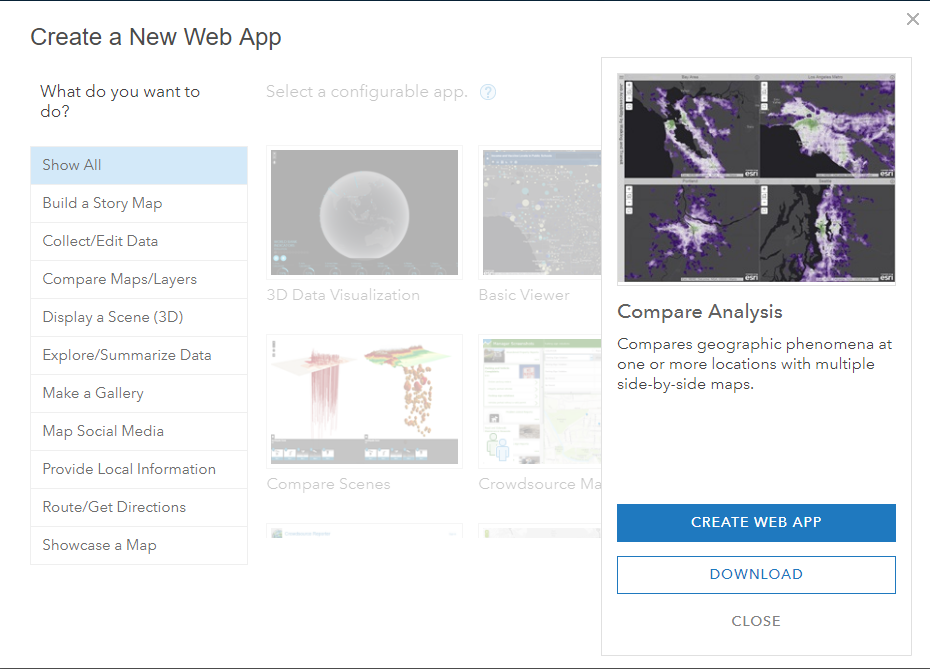 Create a New Web App
What do you want to
do?
Select a configurable app.
?
Show All
Build a Story Map
Collect/Edit Data
Compare Maps/Layers
Display a Scene (3D)
Explore/Summarize Data
Make a Gallery
Map Social Media
Provide Local Information
Route/Get Directions
Showcase a Map
3D Data Visualization
Basic Viewer
Compare Scenes
Crowdsource Ma
Bay Area
Los Angeles Metro
esri
esri
Seattle
esri
esri
Compare Analysis
Compares geographic phenomena at
one or more locations with multiple
side-by-side maps.
CREATE WEB APP
DOWNLOAD
CLOSE